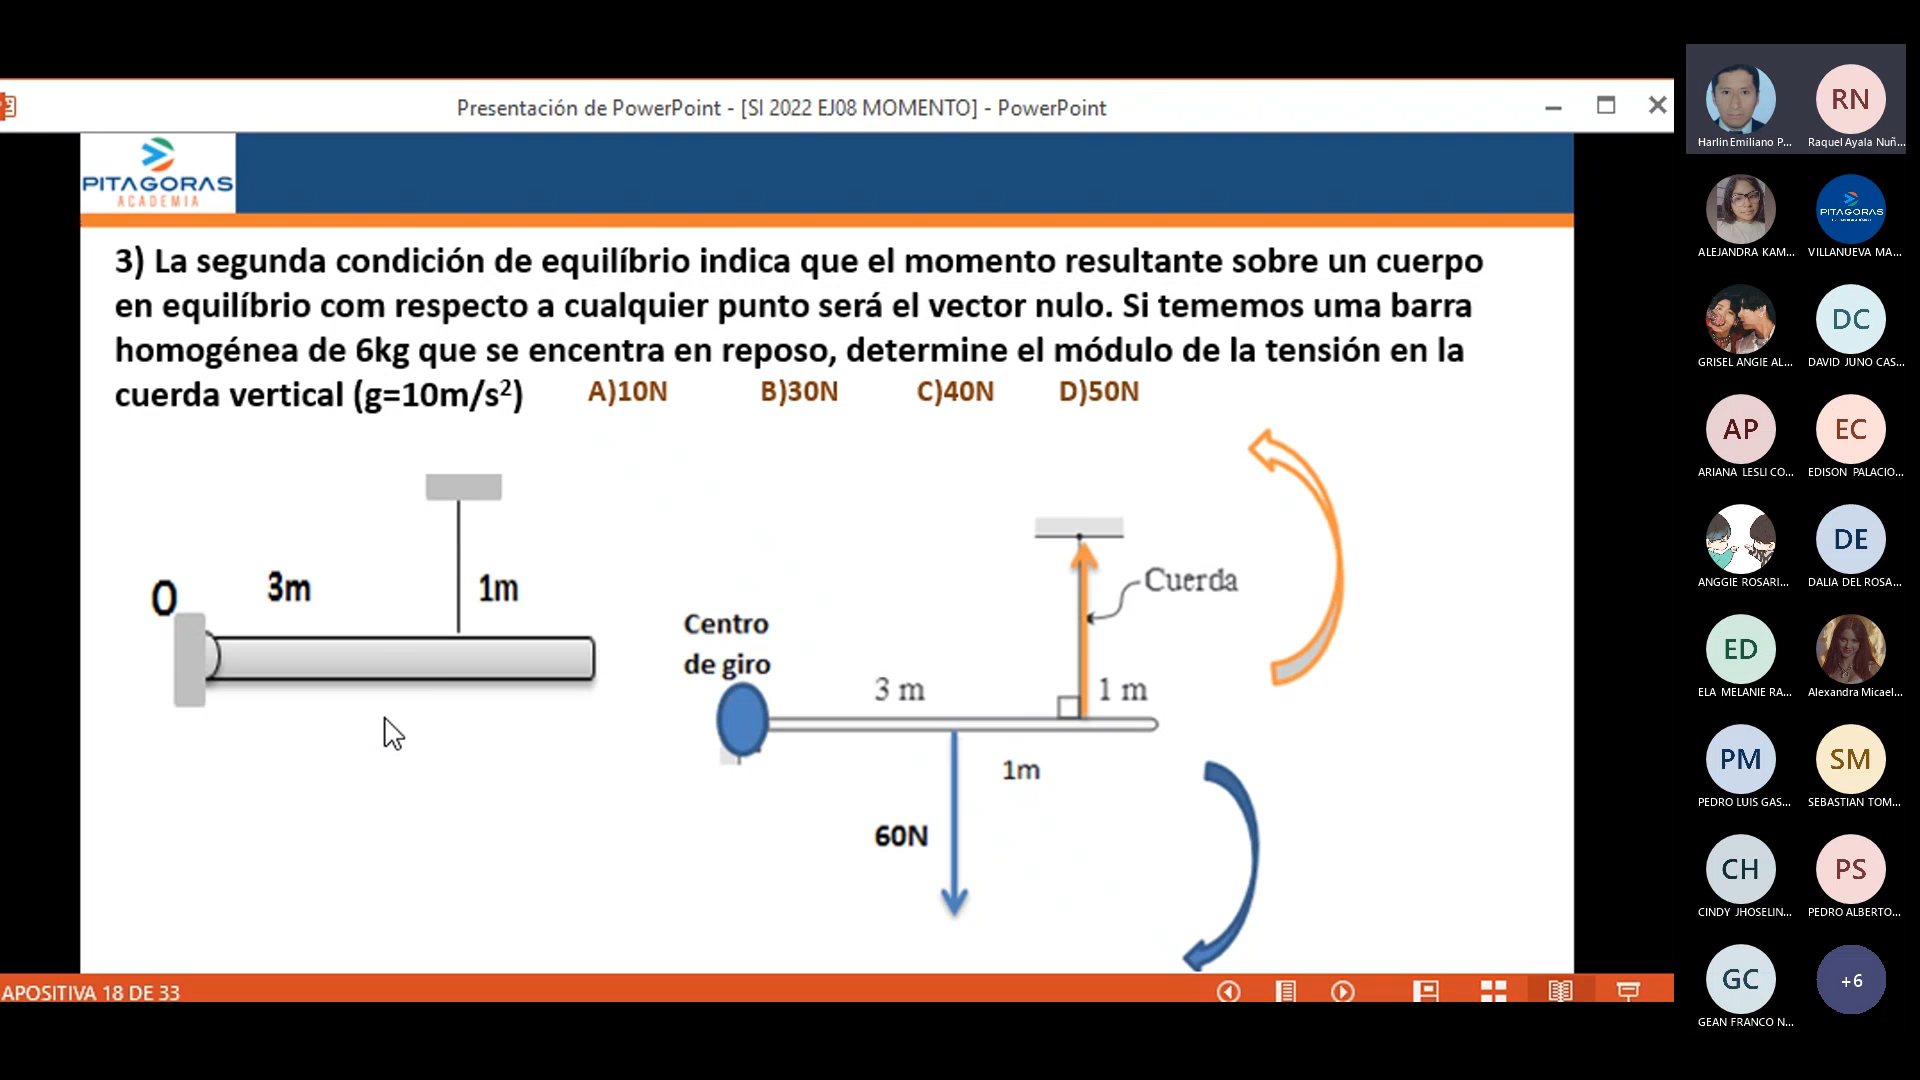 Presentación de PowerPoint - [SI 2022 EJ08 MOMENTO] - PowerPoint
PITAGORAS
ACADEMIA
3) La segunda condición de equilíbrio indica que el momento resultante sobre un cuerpo
en equilíbrio com respecto a cualquier punto será el vector nulo. Si tememos uma barra
homogénea de 6kg que se encentra en reposo, determine el módulo de la tensión en la
cuerda vertical (g=10m/s²) A)10N B)30N C)40N D)50N
O 3m 1m
Centro
de giro
Cuerda
3 m 1 m
1m
60N
APOSITIVA 18 DE 33
RN
Harlin Emiliano P... Raquel Ayala Nuñ...
PITAGORAS
ALEJANDRA KAM... VILLANUEVA MA...
DC
GRISEL ANGIE AL... DAVID JUNO CAS...
AP EC
ARIANA LESLI CO... EDISON PALACIO...
DE
ANGGIE ROSARI... DALIA DEL ROSA...
ED
ELA MELANIE RA... Alexandra Micael...
PM SM
PEDRO LUIS GAS... SEBASTIAN TOM...
CH PS
CINDY JHOSELIN... PEDRO ALBERTO...
GC +6
GEAN FRANCO N...